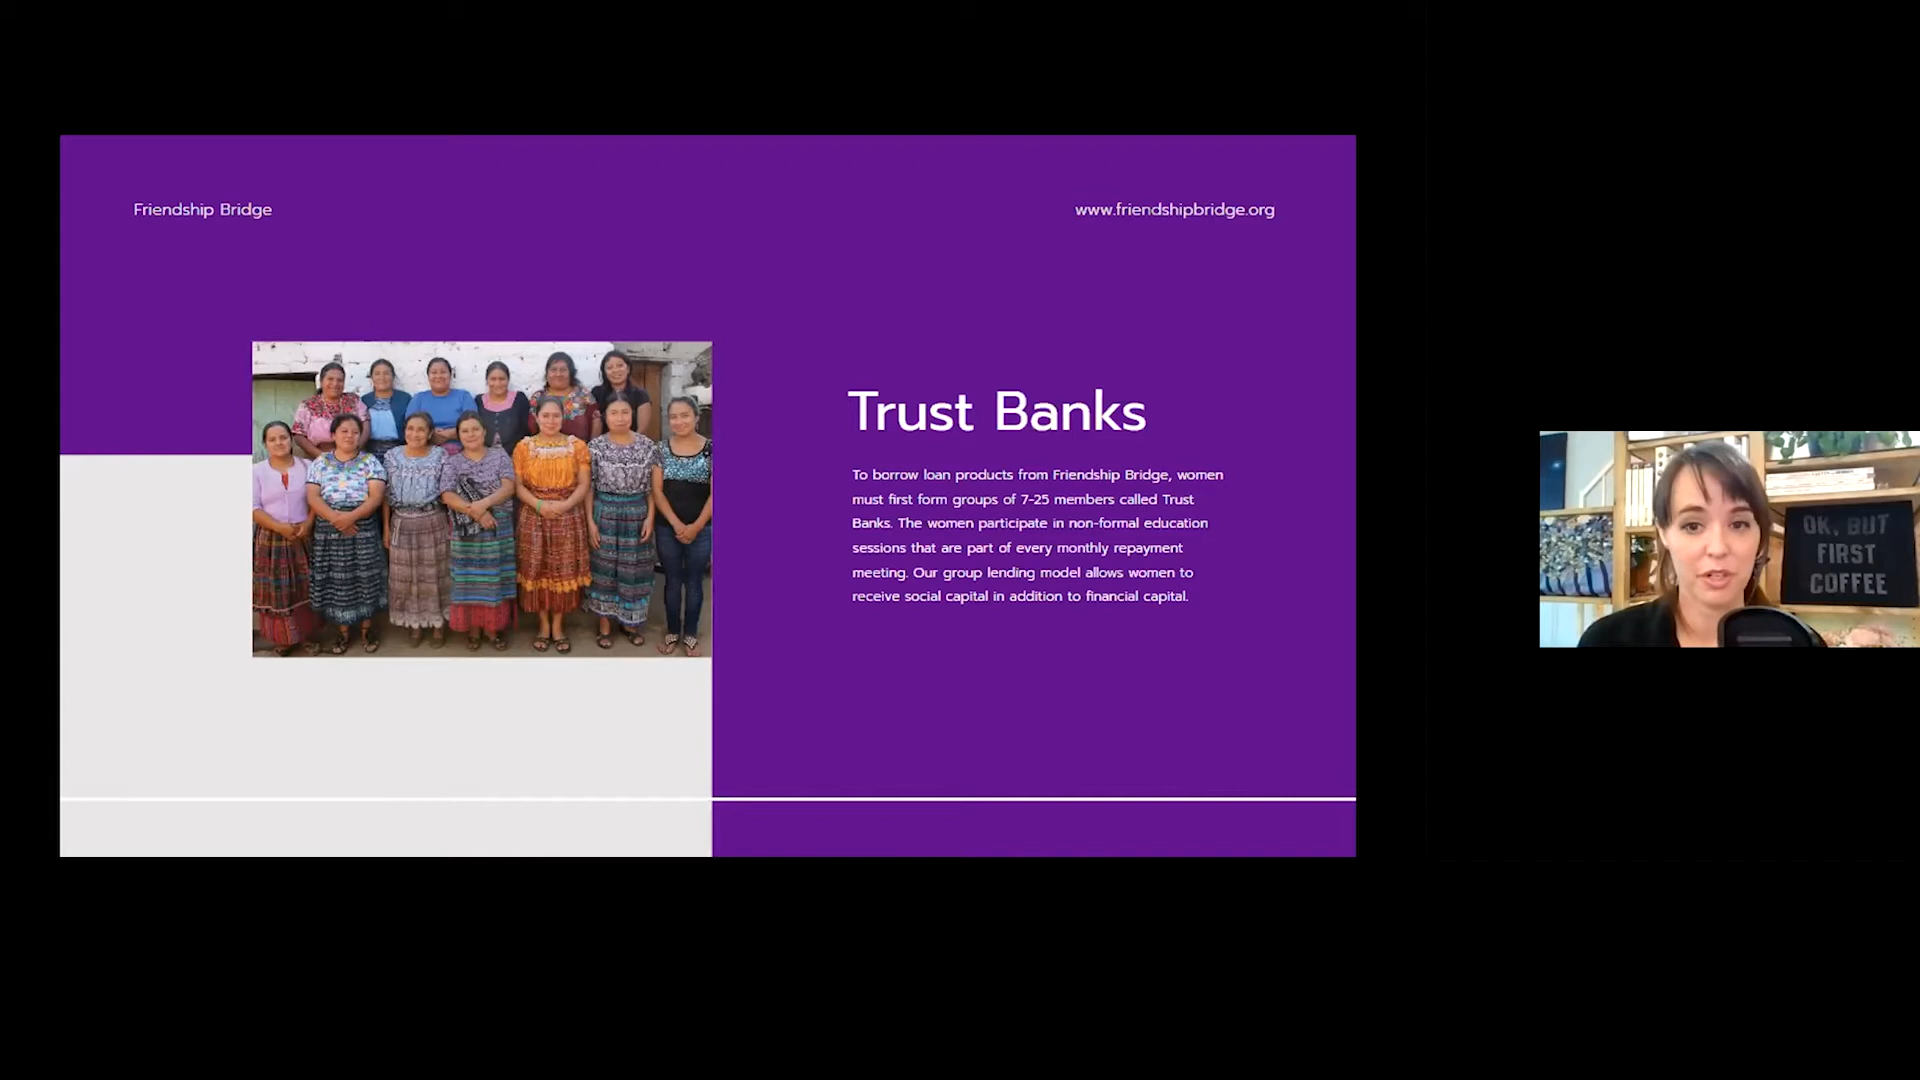 Friendship Bridge
www.friendshipbridge.org
Trust Banks
To borrow loan products from Friendship Bridge, women
must first form groups of 7-25 members called Trust
Banks. The women participate in non-formal education
sessions that are part of every monthly repayment
meeting. Our group lending model allows women to
receive social capital in addition to financial capital.
OK, BUT
FIRST
COFFEE